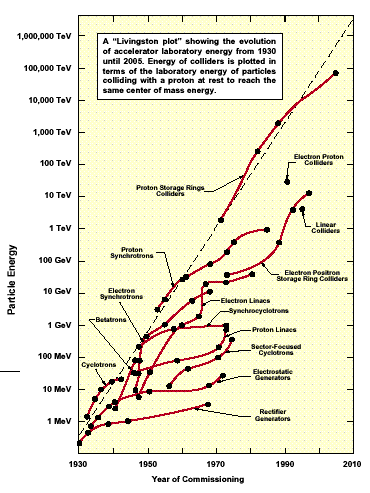 1,000,000 TeV
A “Livingston plot” showing the evolution
of accelerator laboratory energy from 1930
until 2005. Energy of colliders is plotted in
terms of the laboratory energy of particles
colliding with a proton at rest to reach the
same center of mass energy.
100,000 TeV
10,000 TeV
1,000 TeV
100 TeV
10 TeV
1 TeV
100 GeV
10 GeV
1 GeV
100 MeV
10 MeV
1 MeV
Particle Energy
Electron Proton
Colliders
Proton Storage Rings
Colliders
Linear
Colliders
Proton
Synchrotrons
Electron Positron
Storage Ring Colliders
Electron
Synchrotrons
Electron Linacs
Synchrocyclotrons
Betatrons
Proton Linacs
Sector-Focused
Cyclotrons
Cyclotrons
Electrostatic
Generators
Rectifier
Generators
1930
1950
1970
1990
2010
Year of Commissioning